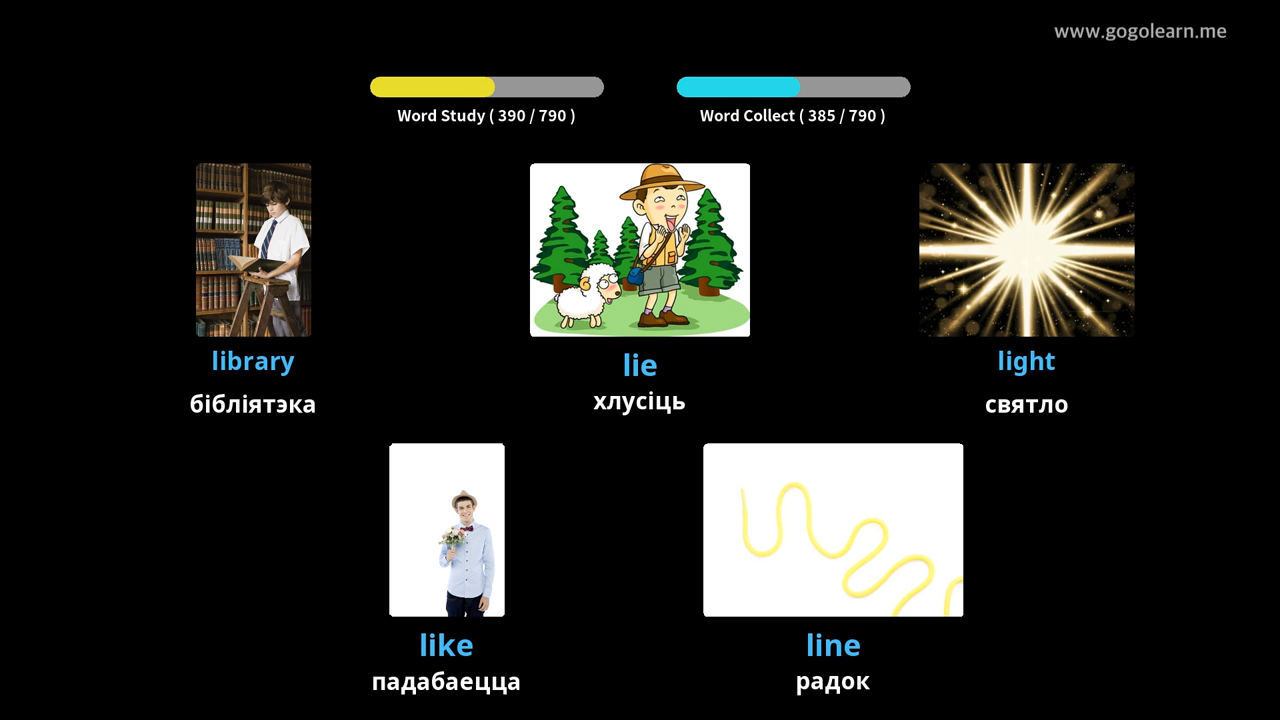 www.gogolearn.me
Word Study ( 390 / 790 )
Word Collect ( 385 / 790 )
library
бібліятэка
lie
хлусіць
light
святло
like
падабаецца
line
радок